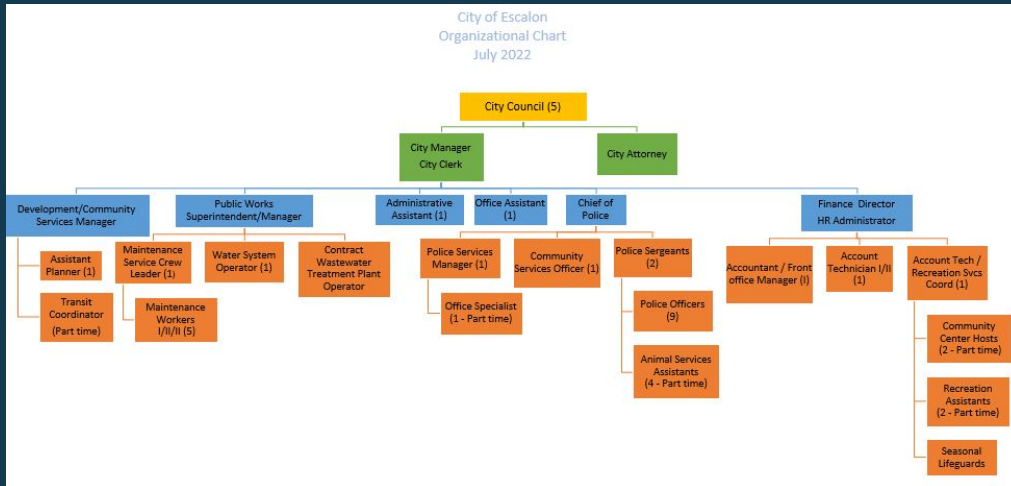 City of Escalon
Organizational Chart
July 2022
City Council (5)
City Manager
City Clerk
City Attorney
Development/Community
Services Manager
Public Works
Superintendent/Manager
Administrative
Assistant (1)
Office Assistant
(1)
Chief of
Police
Finance Director
HR Administrator
Assistant
Planner (1)
Transit
Coordinator
(Part time)
Maintenance
Service Crew
Leader (1)
Maintenance
Workers
I/II/II (5)
Water System
Operator (1)
Contract
Wastewater
Treatment Plant
Operator
Police Services
Manager (1)
Office Specialist
(1 - Part time)
Community
Services Officer (1)
Police Sergeants
(2)
Police Officers
(9)
Animal Services
Assistants
(4 - Part time)
Accountant / Front
office Manager (I)
Account
Technician I/II
(1)
Account Tech /
Recreation Svcs
Coord (1)
Community
Center Hosts
(2 - Part time)
Recreation
Assistants
(2 - Part time)
Seasonal
Lifeguards